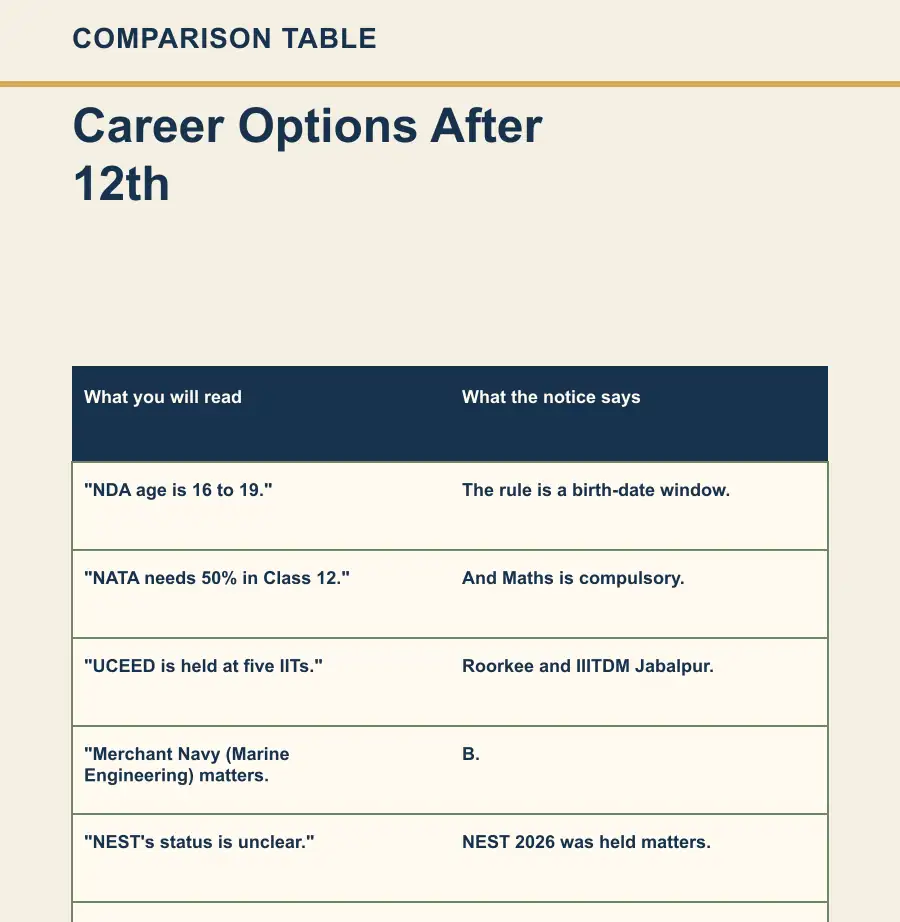 COMPARISON TABLE
Career Options After
12th
What you will read
What the notice says
"NDA age is 16 to 19."
The rule is a birth-date window.
"NATA needs 50% in Class 12."
And Maths is compulsory.
"UCEED is held at five IITs."
Roorkee and IIITDM Jabalpur.
"Merchant Navy (Marine
Engineering) matters.
B.
"NEST's status is unclear."
NEST 2026 was held matters.